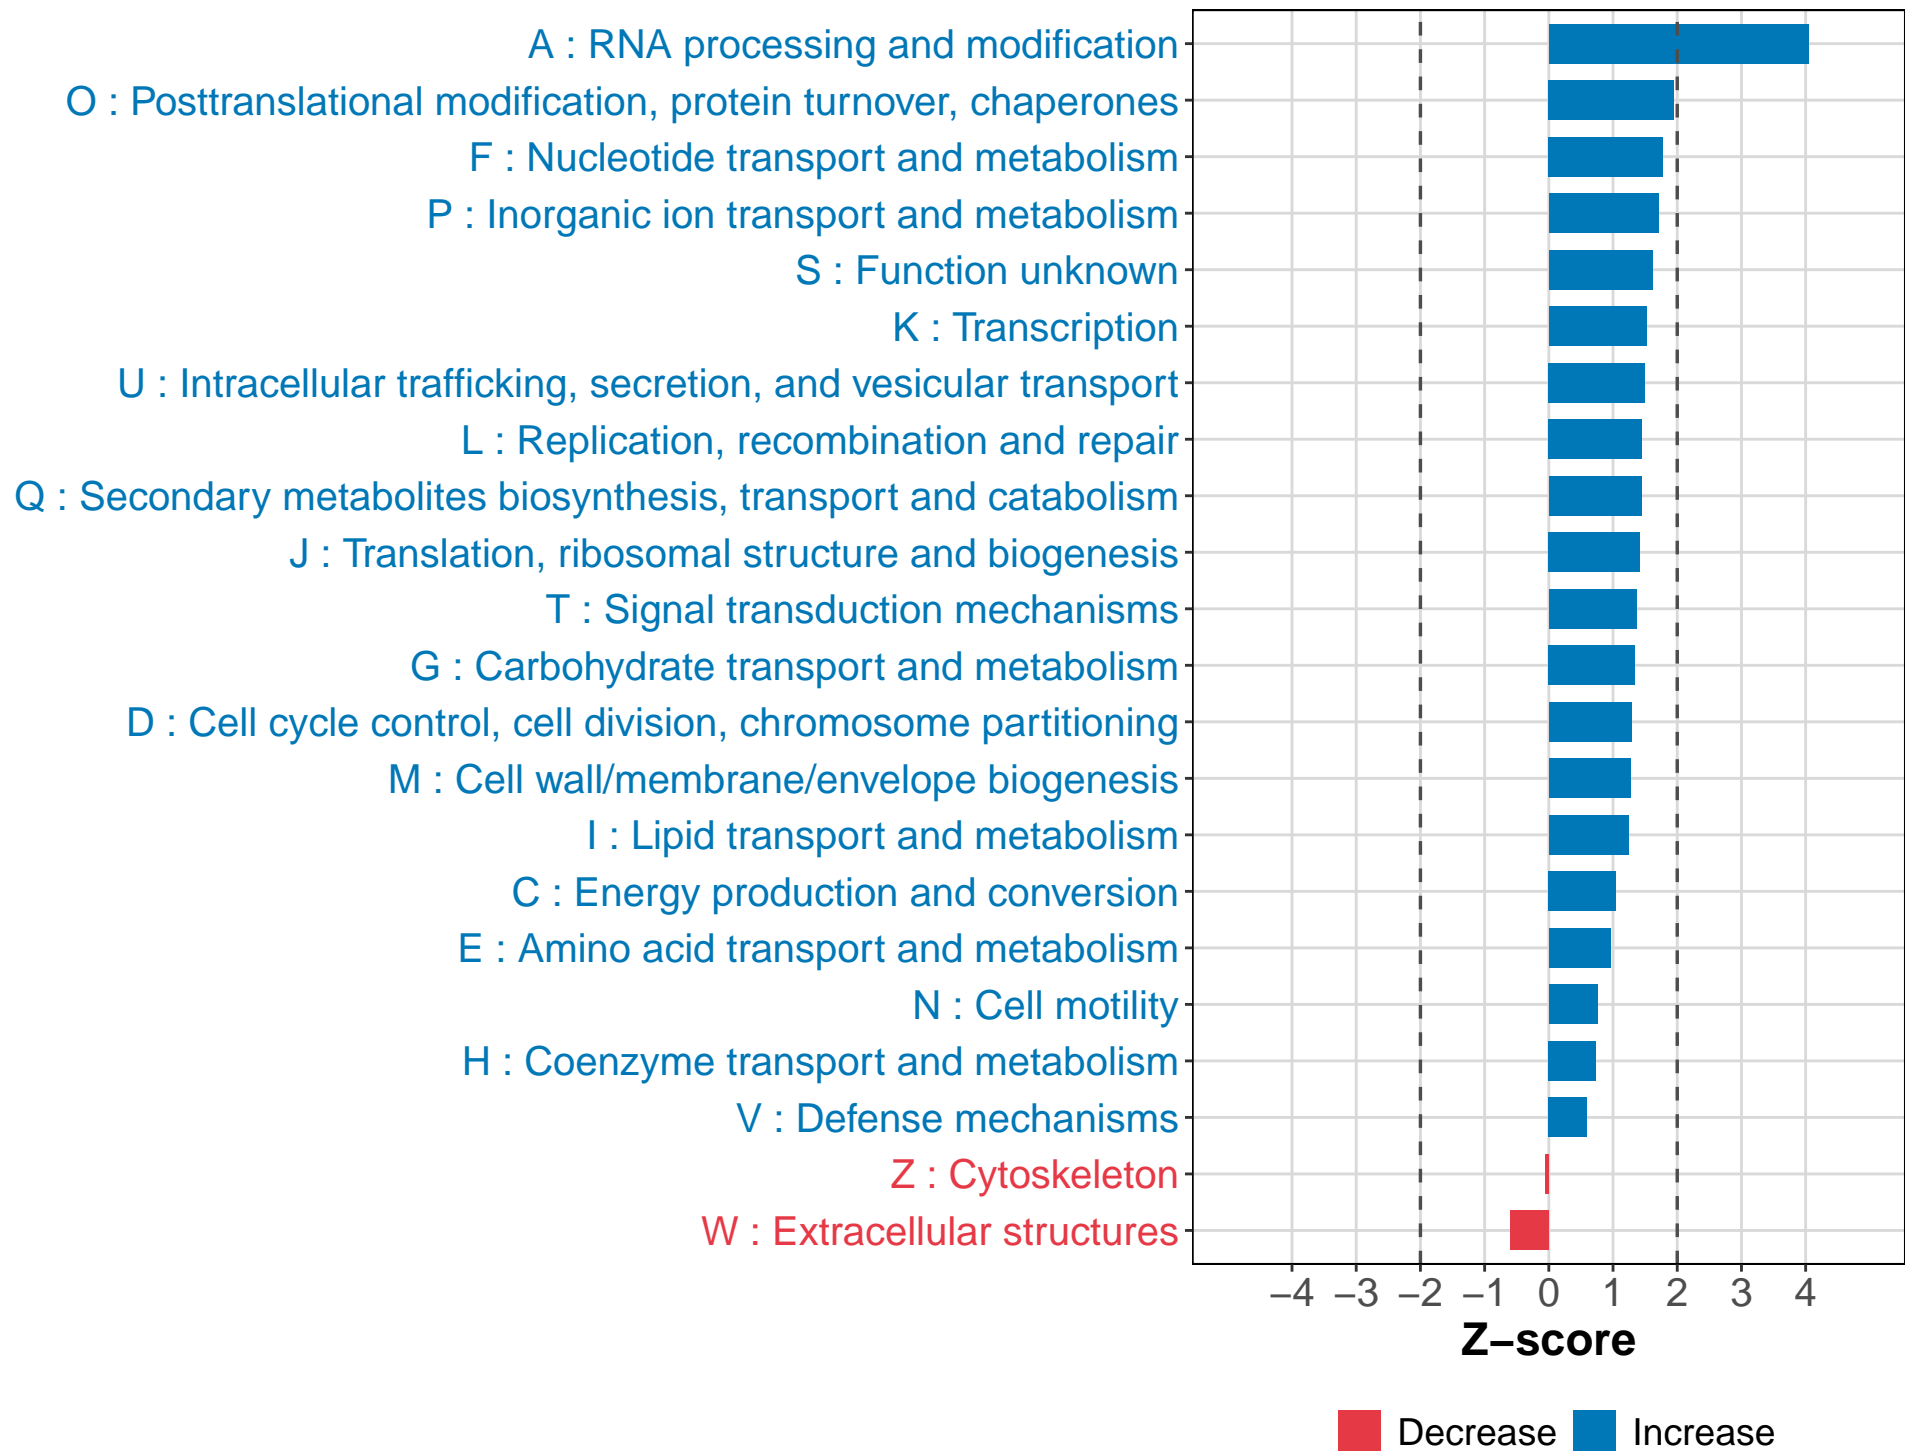 A : RNA processing and modification
O : Posttranslational modification, protein turnover, chaperones
F : Nucleotide transport and metabolism
P : Inorganic ion transport and metabolism
S : Function unknown
K : Transcription
U : Intracellular trafficking, secretion, and vesicular transport
L : Replication, recombination and repair
Q : Secondary metabolites biosynthesis, transport and catabolism
J : Translation, ribosomal structure and biogenesis
T : Signal transduction mechanisms
G : Carbohydrate transport and metabolism
D : Cell cycle control, cell division, chromosome partitioning
M : Cell wall/membrane/envelope biogenesis
I : Lipid transport and metabolism
C : Energy production and conversion
E : Amino acid transport and metabolism
N : Cell motility
H : Coenzyme transport and metabolism
V : Defense mechanisms
Z : Cytoskeleton
W : Extracellular structures
−4 −3 −2 −1 0 1 2 3 4
Z−score
Decrease Increase